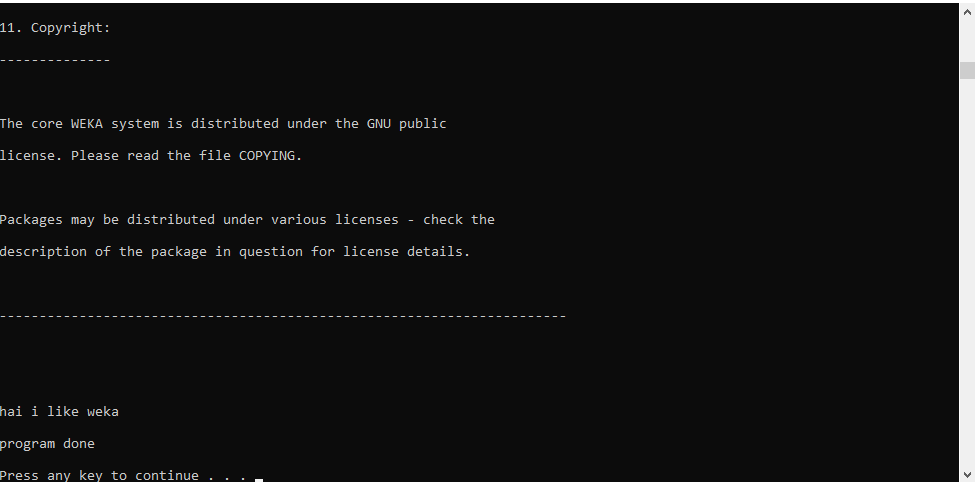 11. Copyright:
--------------
The core WEKA system is distributed under the GNU public
license. Please read the file COPYING.
Packages may be distributed under various licenses - check the
description of the package in question for license details.
-----------------------------------------------------------------------
hai i like weka
program done
Press any key to continue . . .